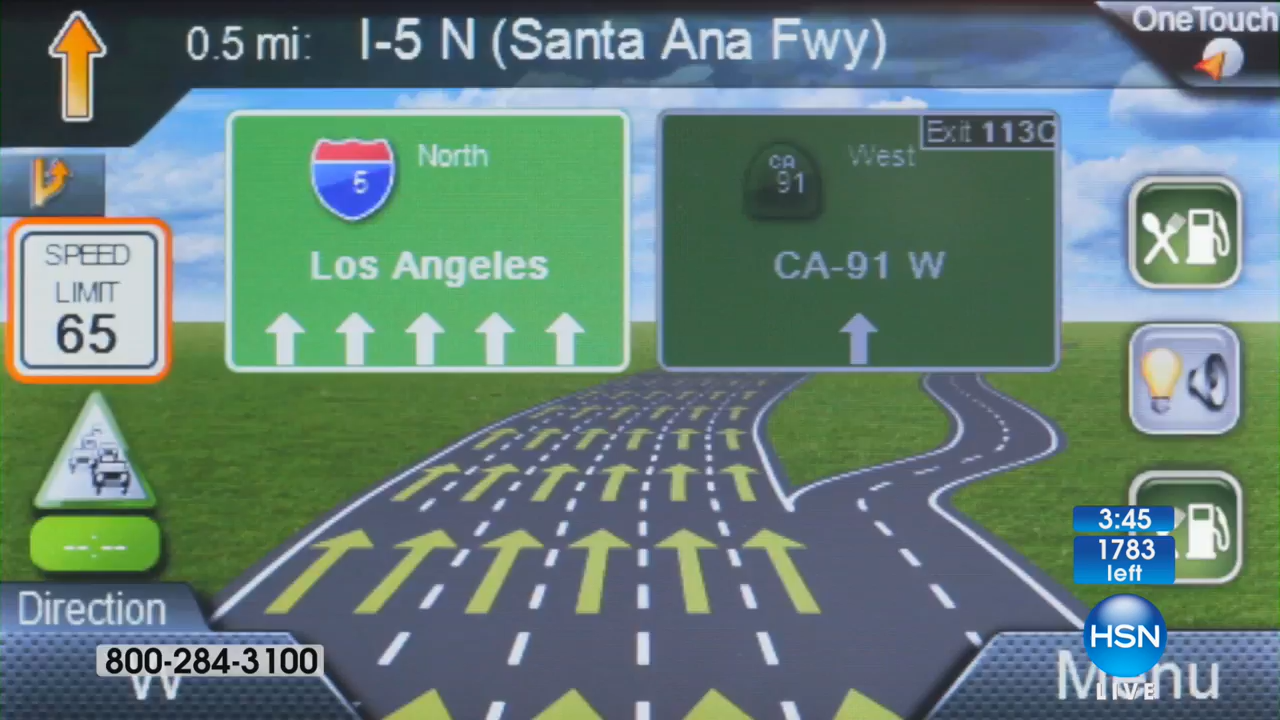 0.5 mi: I-5 N (Santa Ana Fwy)
OneTouch
5
North
Los Angeles
Exit 113C
CA
91
West
CA-91 W
SPEED
LIMIT
65
--:--
3:45
1783
left
Direction
W
800-284-3100
HSN
LIVE
Menu